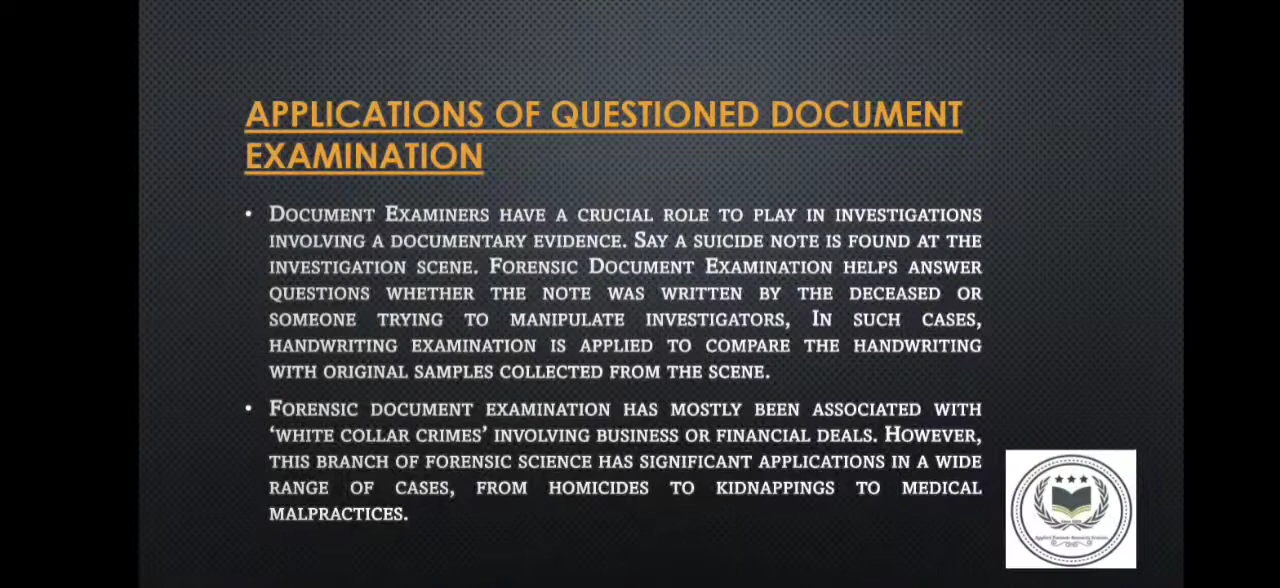 APPLICATIONS OF QUESTIONED DOCUMENT
EXAMINATION
• DOCUMENT EXAMINERS HAVE A CRUCIAL ROLE TO PLAY IN INVESTIGATIONS
INVOLVING A DOCUMENTARY EVIDENCE. SAY A SUICIDE NOTE IS FOUND AT THE
INVESTIGATION SCENE. FORENSIC DOCUMENT EXAMINATION HELPS ANSWER
QUESTIONS WHETHER THE NOTE WAS WRITTEN BY THE DECEASED OR
SOMEONE TRYING TO MANIPULATE INVESTIGATORS, IN SUCH CASES,
HANDWRITING EXAMINATION IS APPLIED TO COMPARE THE HANDWRITING
WITH ORIGINAL SAMPLES COLLECTED FROM THE SCENE.
• FORENSIC DOCUMENT EXAMINATION HAS MOSTLY BEEN ASSOCIATED WITH
‘WHITE COLLAR CRIMES’ INVOLVING BUSINESS OR FINANCIAL DEALS. HOWEVER,
THIS BRANCH OF FORENSIC SCIENCE HAS SIGNIFICANT APPLICATIONS IN A WIDE
RANGE OF CASES, FROM HOMICIDES TO KIDNAPPINGS TO MEDICAL
MALPRACTICES.
Applied Forensic Research Sciences